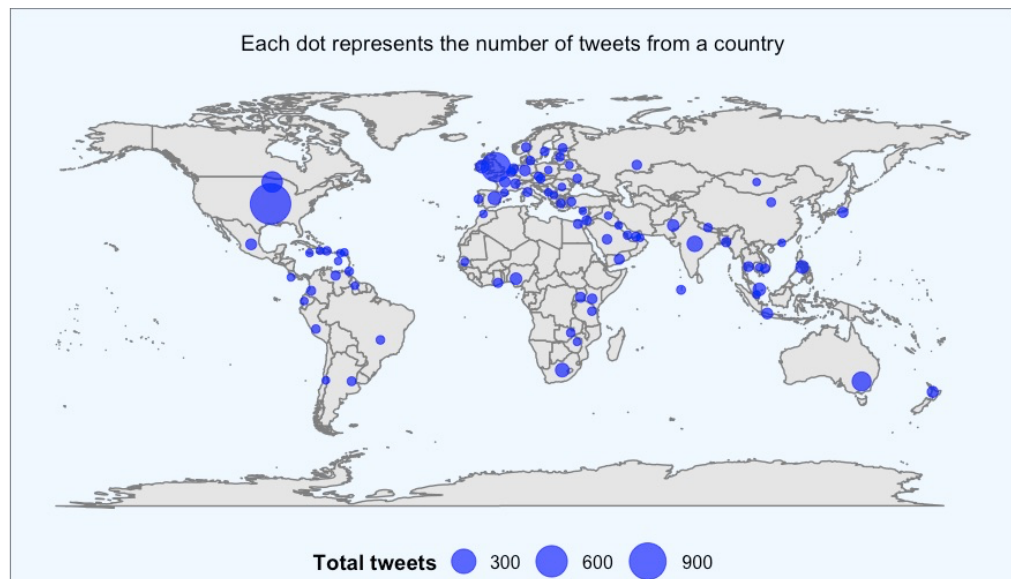 Each dot represents the number of tweets from a country
Total tweets 300 600 900